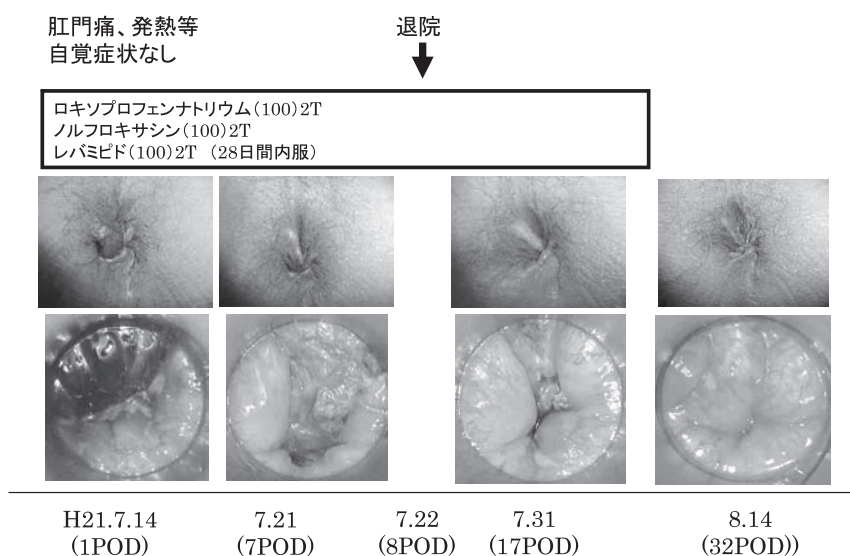 肛門痛、発熱等
自覚症状なし
退院
ロキソプロフェンナトリウム(100)2T
ノルフロキサシン(100)2T
レバミピド(100)2T (28日間内服)
H21.7.14
(1POD)
7.21
(7POD)
7.22
(8POD)
7.31
(17POD)
8.14
(32POD))